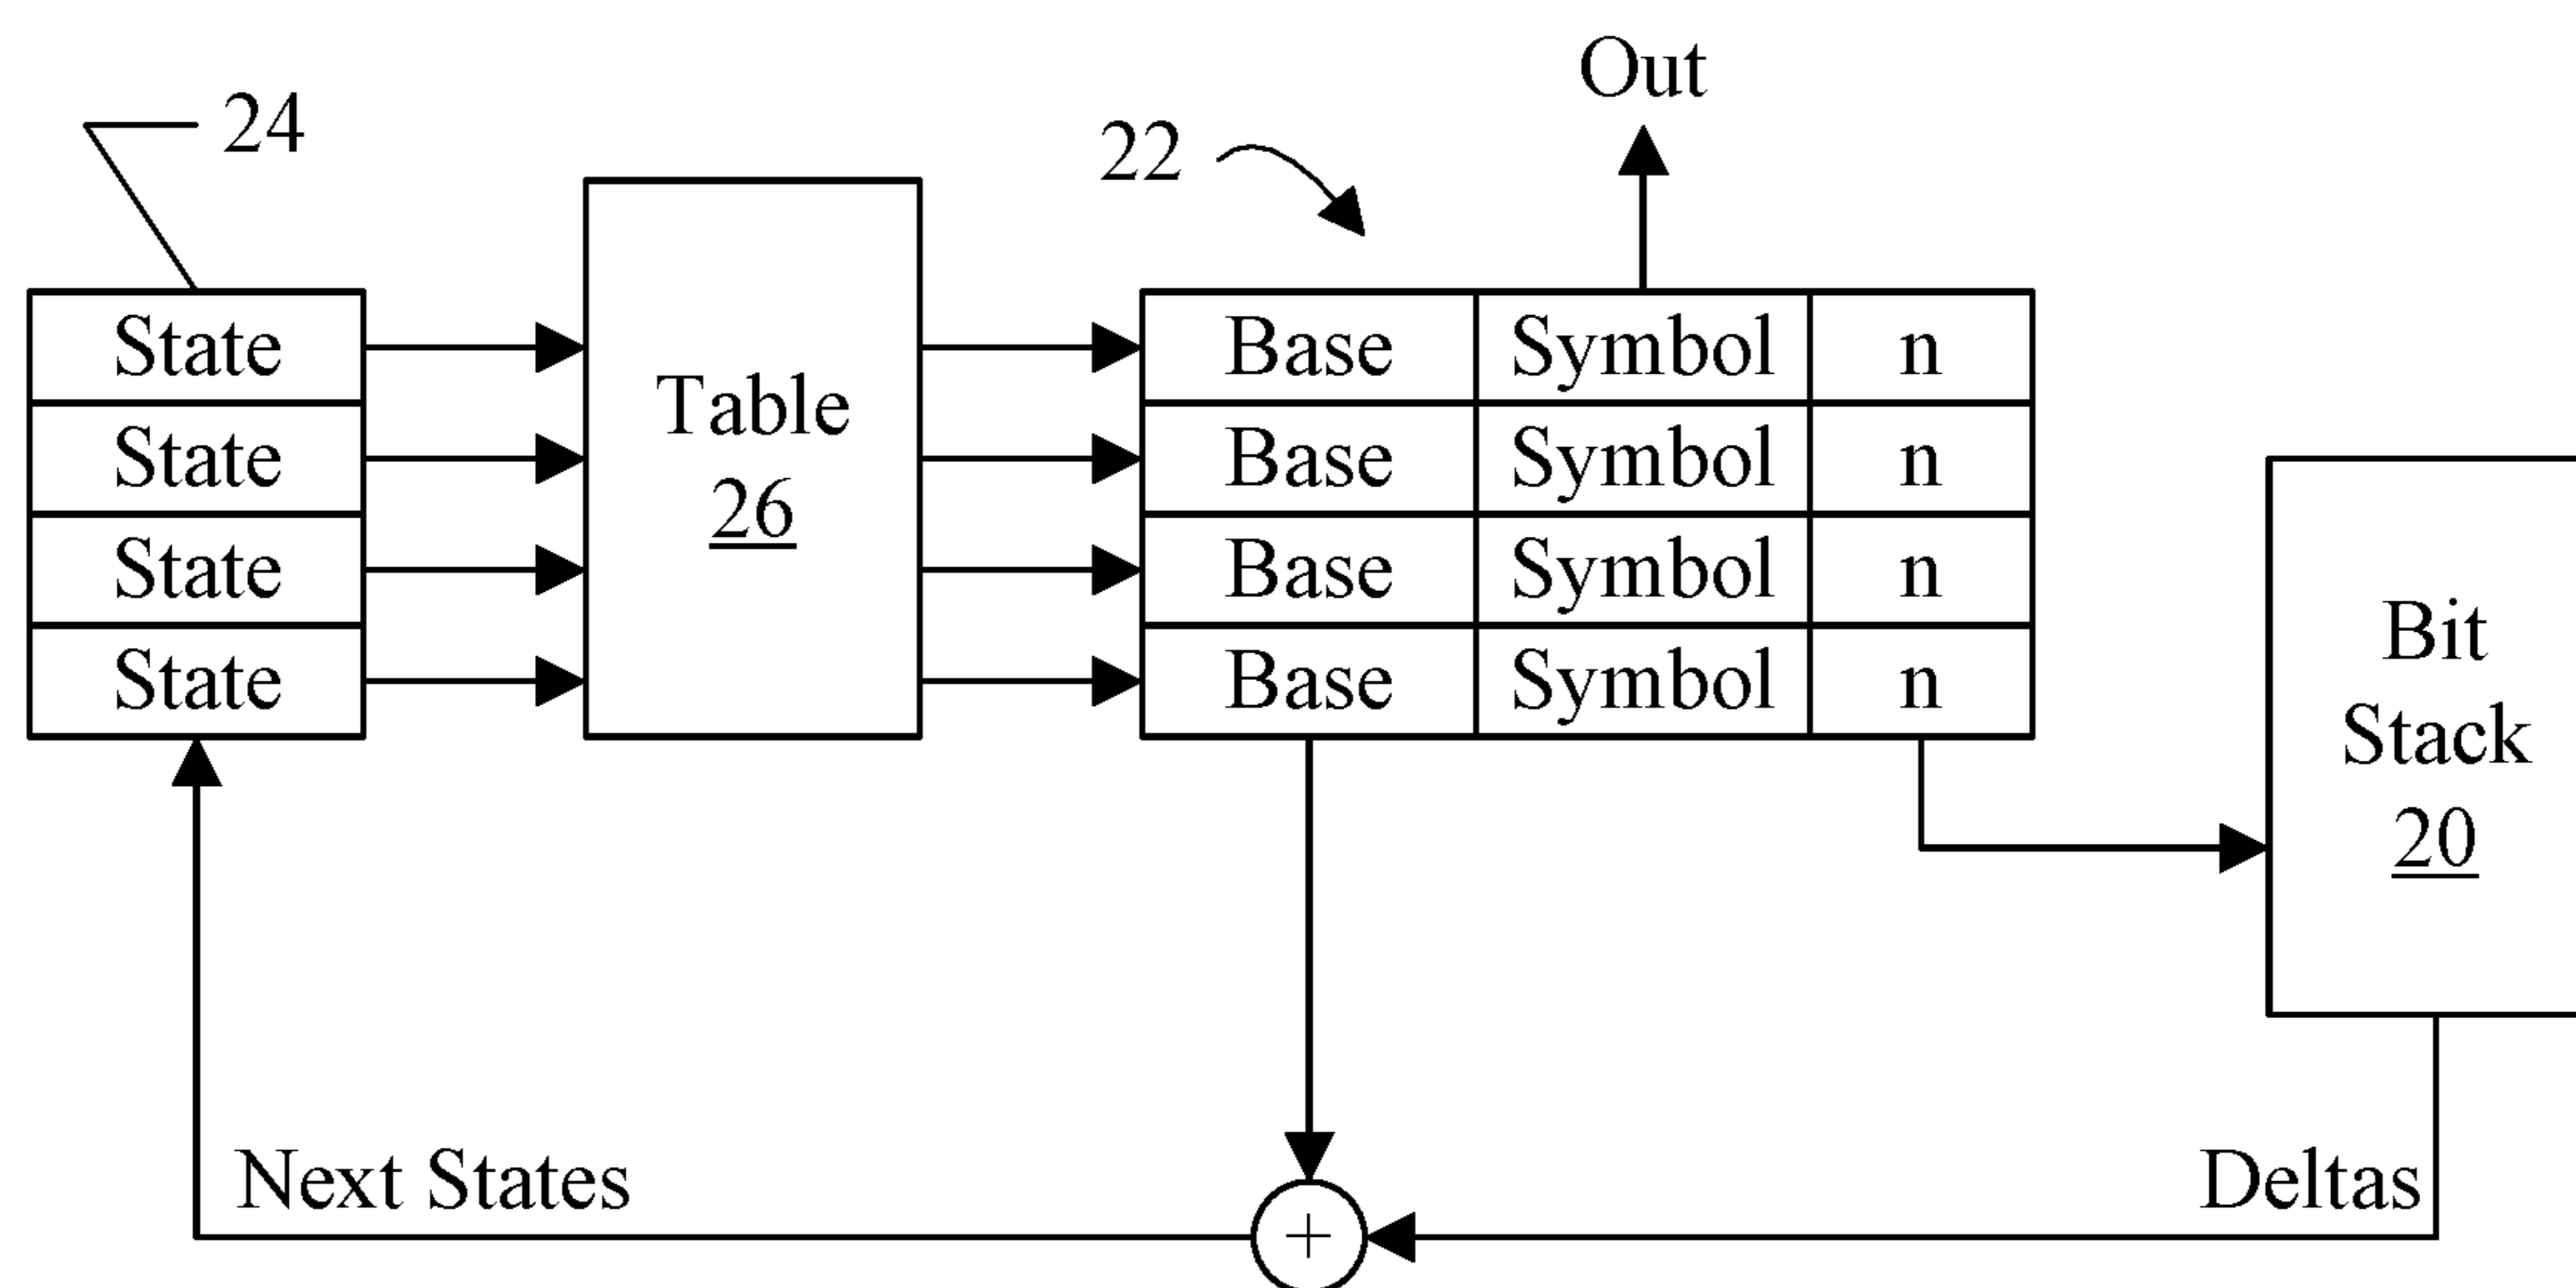 Out
24
22
State
State
State
State
Table
26
Base Symbol n
Base Symbol n
Base Symbol n
Base Symbol n
Bit
Stack
20
Next States
+
Deltas